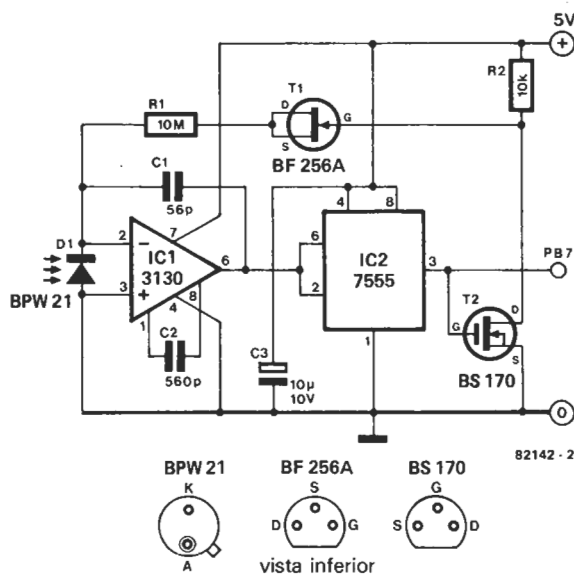 5V
+
R2
10k
T1
D
S
G
BF 256A
R1
10M
C1
56p
4
8
D1
2
−
7
IC1
3130
6
3
+
4
8
1
BPW 21
C2
560p
6
2
IC2
7555
3
1
PB7
T2
D
G
S
BS 170
C3
10µ
10V
0
82142 - 2
BPW 21
BF 256A
BS 170
K
A
S
D
G
G
S
D
vista inferior